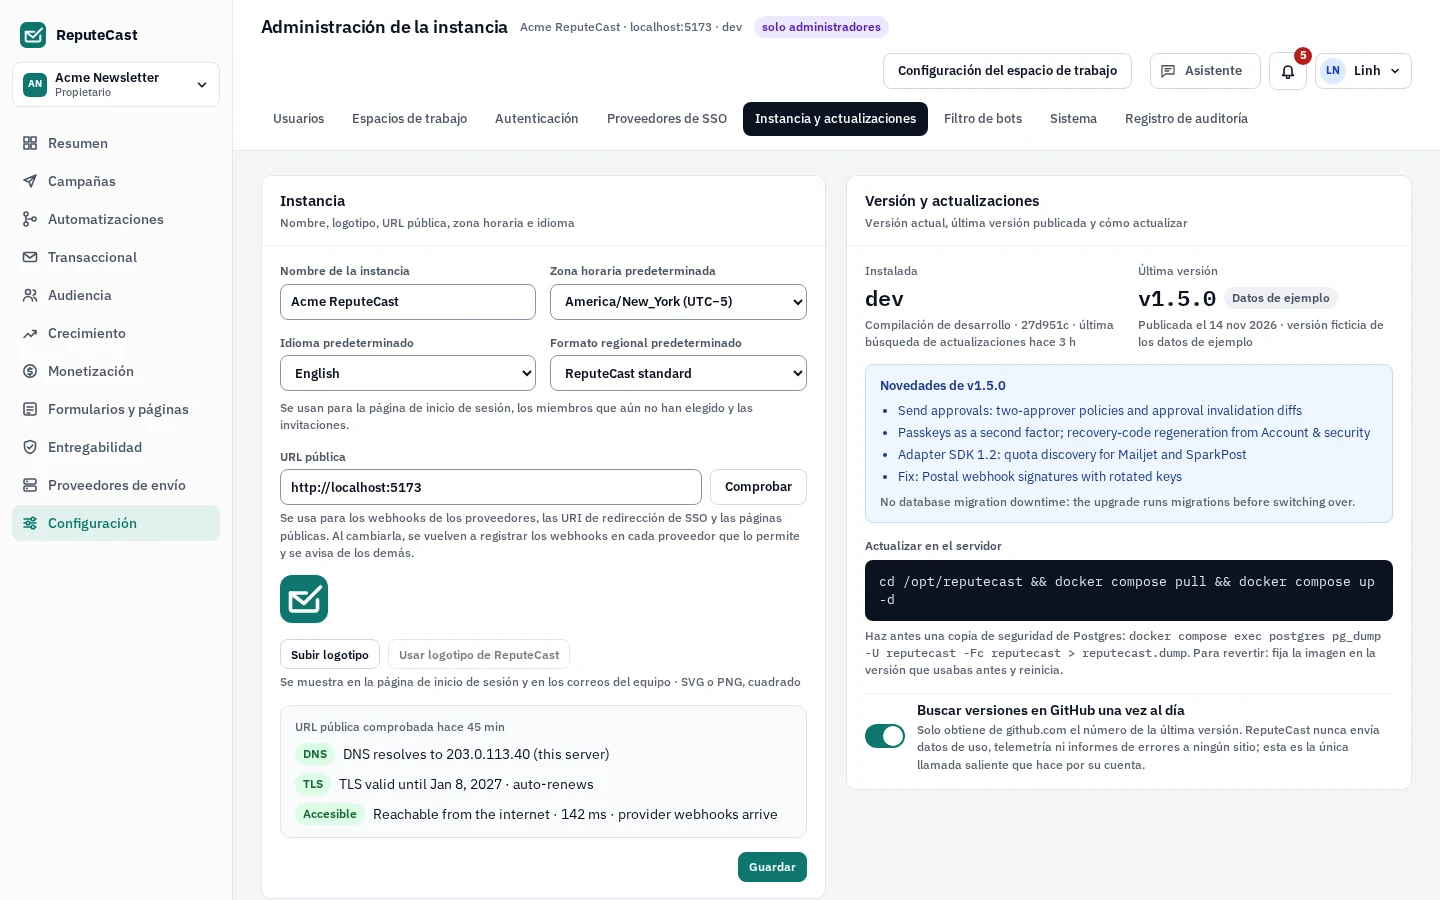 ReputeCast
AN
Acme Newsletter
Propietario
Resumen
Campañas
Automatizaciones
Transaccional
Audiencia
Crecimiento
Monetización
Formularios y páginas
Entregabilidad
Proveedores de envío
Configuración
Administración de la instancia
Acme ReputeCast · localhost:5173 · dev
solo administradores
Configuración del espacio de trabajo
Asistente
5
LN
Linh
Usuarios
Espacios de trabajo
Autenticación
Proveedores de SSO
Instancia y actualizaciones
Filtro de bots
Sistema
Registro de auditoría
Instancia
Nombre, logotipo, URL pública, zona horaria e idioma
Nombre de la instancia
Acme ReputeCast
Zona horaria predeterminada
America/New_York (UTC−5)
Idioma predeterminado
English
Formato regional predeterminado
ReputeCast standard
Se usan para la página de inicio de sesión, los miembros que aún no han elegido y las
invitaciones.
URL pública
http://localhost:5173
Comprobar
Se usa para los webhooks de los proveedores, las URI de redirección de SSO y las páginas
públicas. Al cambiarla, se vuelven a registrar los webhooks en cada proveedor que lo permite
y se avisa de los demás.
Subir logotipo
Usar logotipo de ReputeCast
Se muestra en la página de inicio de sesión y en los correos del equipo · SVG o PNG, cuadrado
URL pública comprobada hace 45 min
DNS
DNS resolves to 203.0.113.40 (this server)
TLS
TLS valid until Jan 8, 2027 · auto-renews
Accesible
Reachable from the internet · 142 ms · provider webhooks arrive
Guardar
Versión y actualizaciones
Versión actual, última versión publicada y cómo actualizar
Instalada
dev
Compilación de desarrollo · 27d951c · última
búsqueda de actualizaciones hace 3 h
Última versión
v1.5.0
Datos de ejemplo
Publicada el 14 nov 2026 · versión ficticia de
los datos de ejemplo
Novedades de v1.5.0
• Send approvals: two-approver policies and approval invalidation diffs
• Passkeys as a second factor; recovery-code regeneration from Account & security
• Adapter SDK 1.2: quota discovery for Mailjet and SparkPost
• Fix: Postal webhook signatures with rotated keys
No database migration downtime: the upgrade runs migrations before switching over.
Actualizar en el servidor
cd /opt/reputecast && docker compose pull && docker compose up
-d
Haz antes una copia de seguridad de Postgres: docker compose exec postgres pg_dump
-U reputecast -Fc reputecast > reputecast.dump. Para revertir: fija la imagen en la
versión que usabas antes y reinicia.
Buscar versiones en GitHub una vez al día
Solo obtiene de github.com el número de la última versión. ReputeCast nunca envía
datos de uso, telemetría ni informes de errores a ningún sitio; esta es la única
llamada saliente que hace por su cuenta.